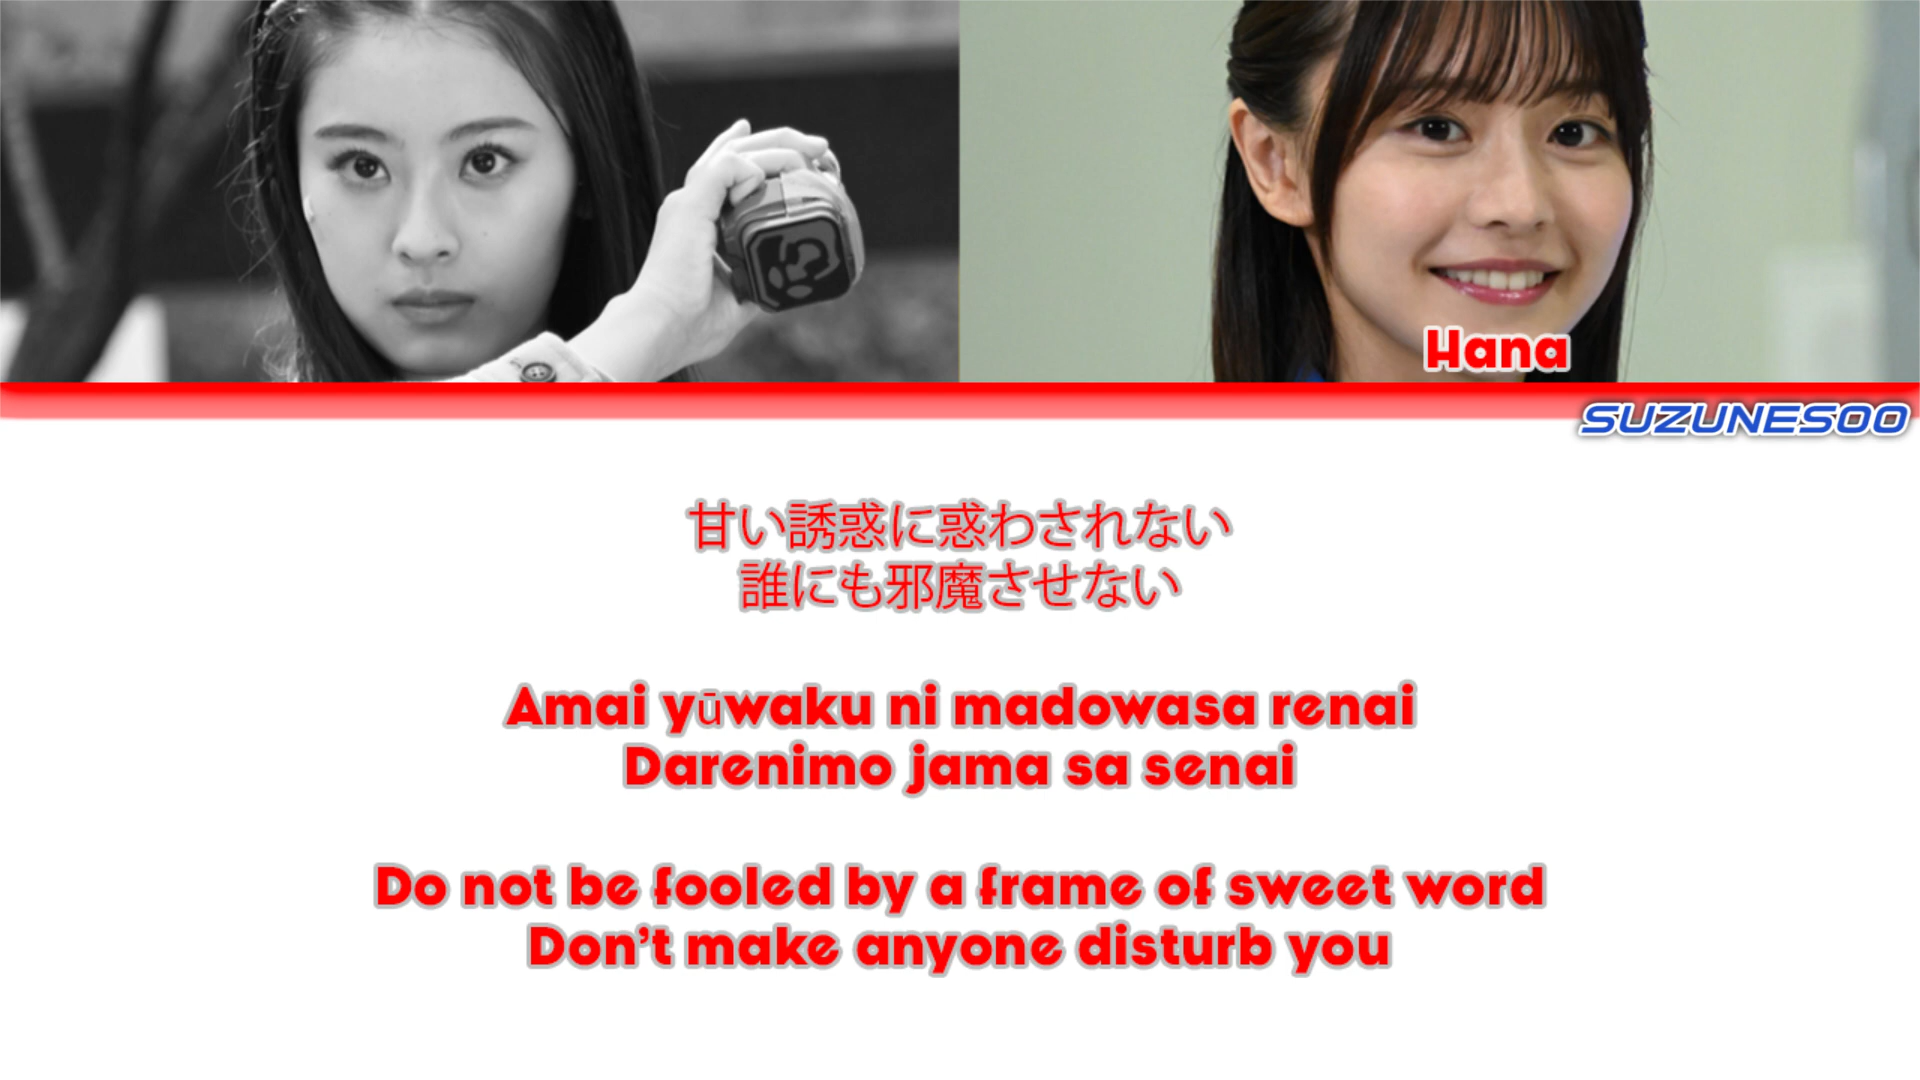 Hana
SUZUNESOO
甘い誘惑に惑わされない
誰にも邪魔させない
Amai yūwaku ni madowasa renai
Darenimo jama sa senai
Do not be fooled by a frame of sweet word
Don't make anyone disturb you